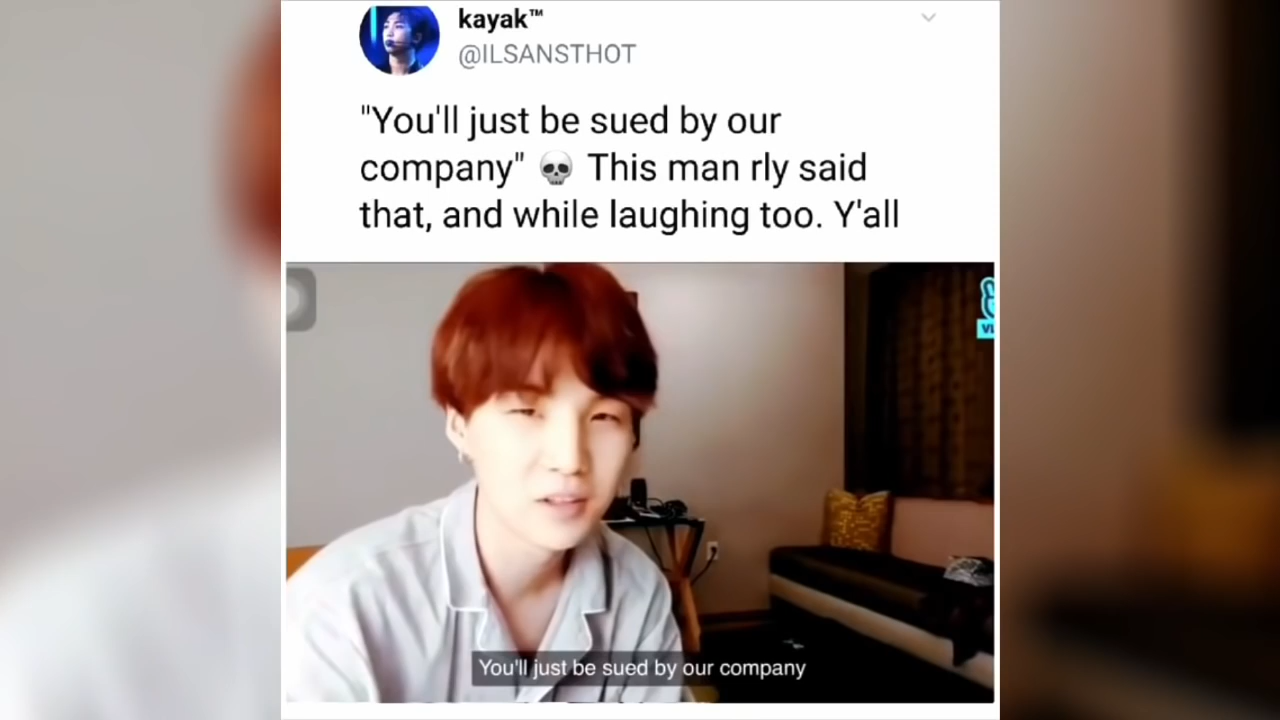 kayak™
@ILSANSTHOT
"You'll just be sued by our
company" 💀 This man rly said
that, and while laughing too. Y'all
You'll just be sued by our company